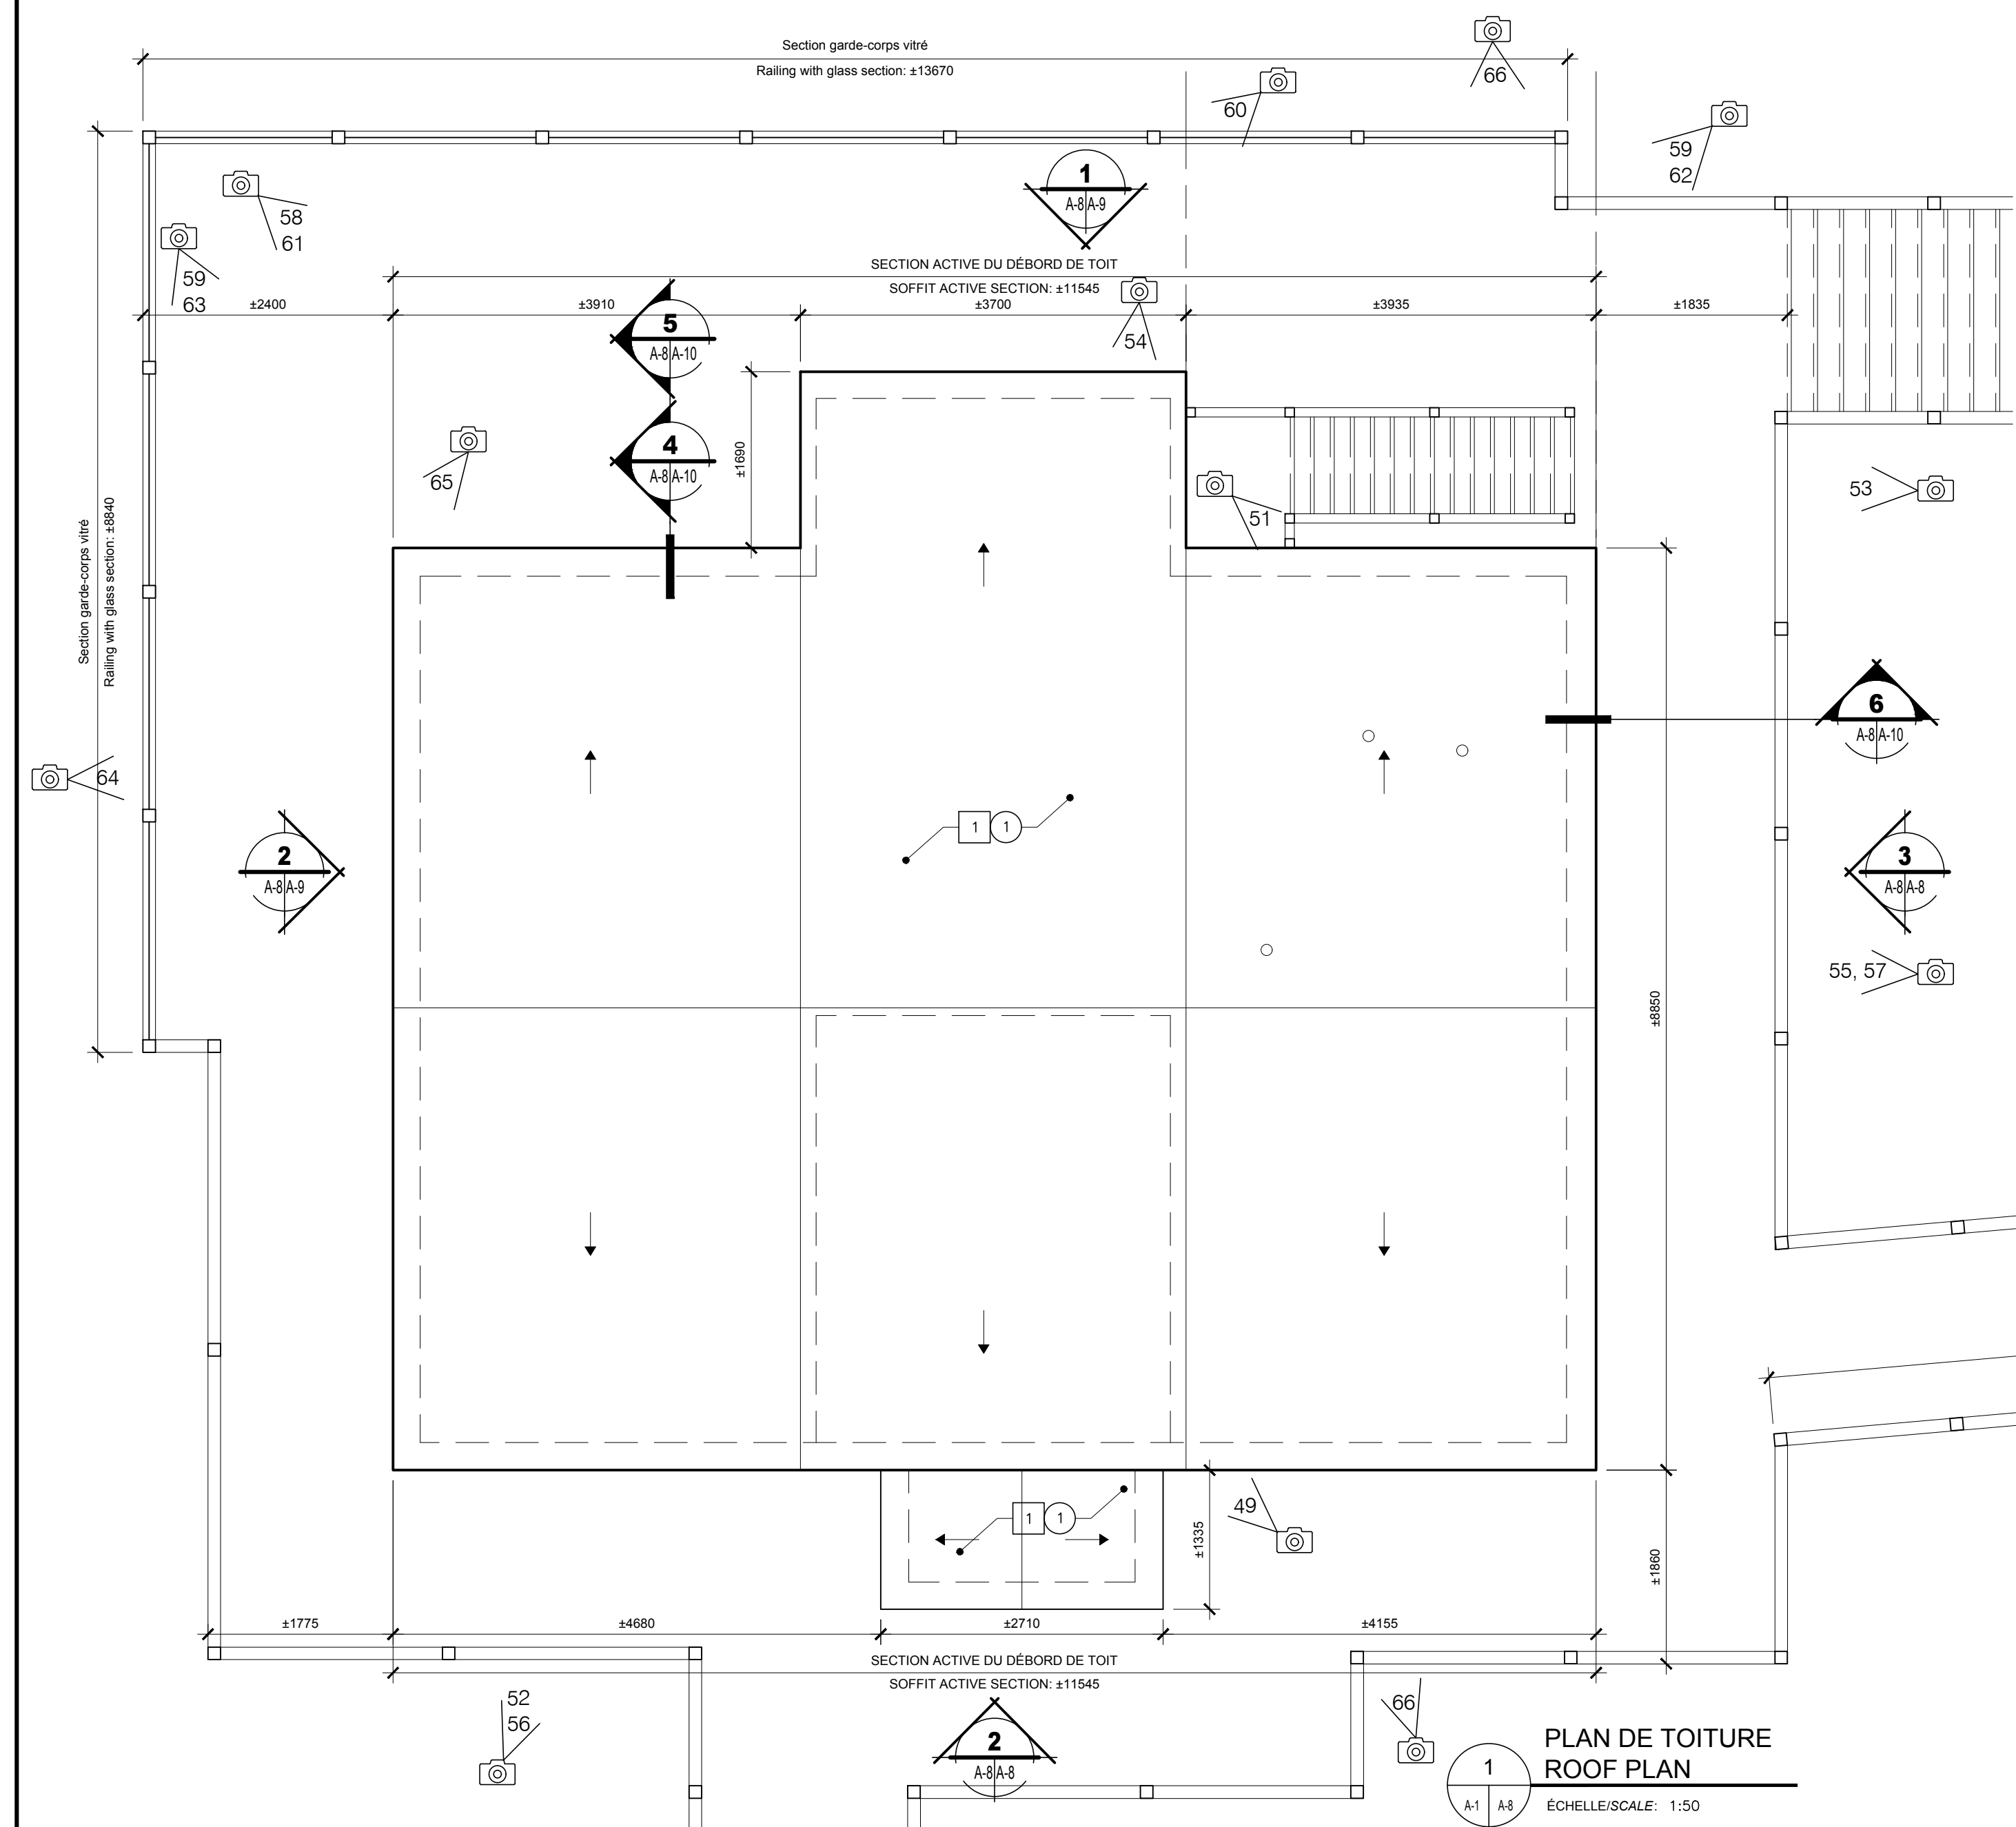 Section garde-corps vitré
Railing with glass section: ±13670
66
60
59
62
58
61
59
63
1
A-8 A-9
SECTION ACTIVE DU DÉBORD DE TOIT
SOFFIT ACTIVE SECTION: ±11545
±2400
±3910
±3700
±3935
±1835
5
A-8 A-10
54
4
A-8 A-10
±1690
65
51
53
Section garde-corps vitré
Railing with glass section: ±8840
6
A-8 A-10
64
1 1
2
A-8 A-9
3
A-8 A-8
55, 57
±8850
49
1 1
±1335
±1860
±1775
±4680
±2710
±4155
SECTION ACTIVE DU DÉBORD DE TOIT
SOFFIT ACTIVE SECTION: ±11545
52
56
2
A-8 A-8
66
PLAN DE TOITURE
ROOF PLAN
1
A-1 A-8
ÉCHELLE/SCALE: 1:50